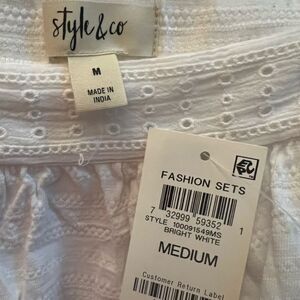 style & co
M
MADE IN
INDIA
FASHION SETS
7 32999 59352 1
STYLE 100091549MS
BRIGHT WHITE
MEDIUM
Customer Return Label